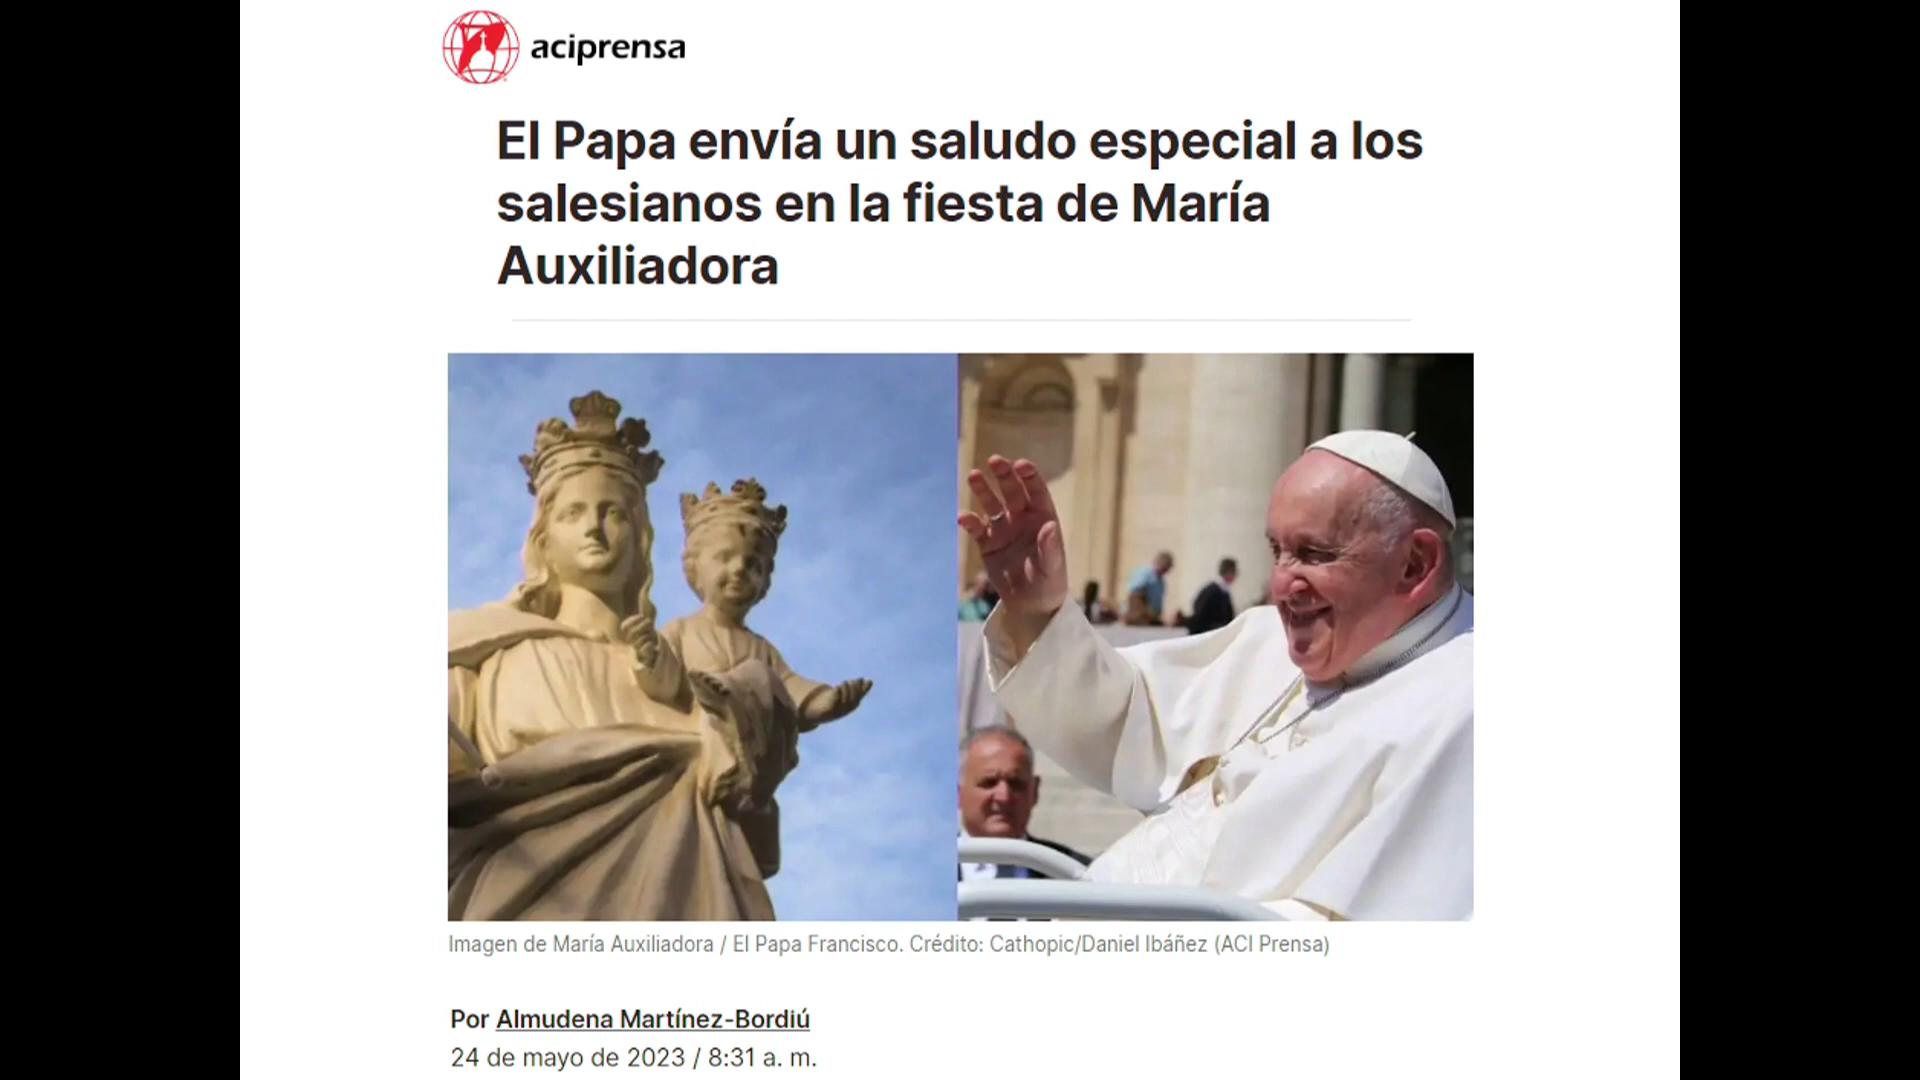 aciprensa
El Papa envía un saludo especial a los
salesianos en la fiesta de María
Auxiliadora
Imagen de María Auxiliadora / El Papa Francisco. Crédito: Cathopic/Daniel Ibáñez (ACI Prensa)
Por Almudena Martínez-Bordiú
24 de mayo de 2023 / 8:31 a. m.